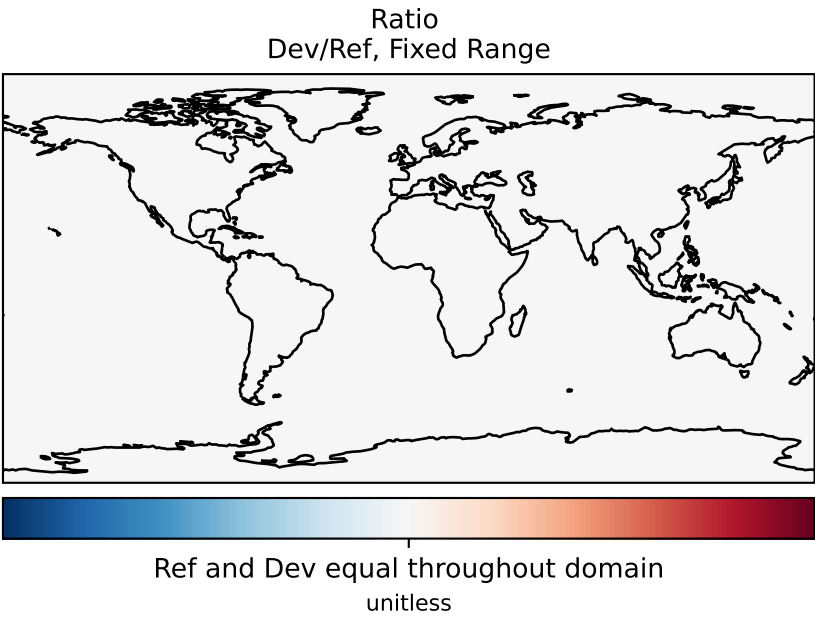 Ratio
Dev/Ref, Fixed Range
Ref and Dev equal throughout domain
unitless